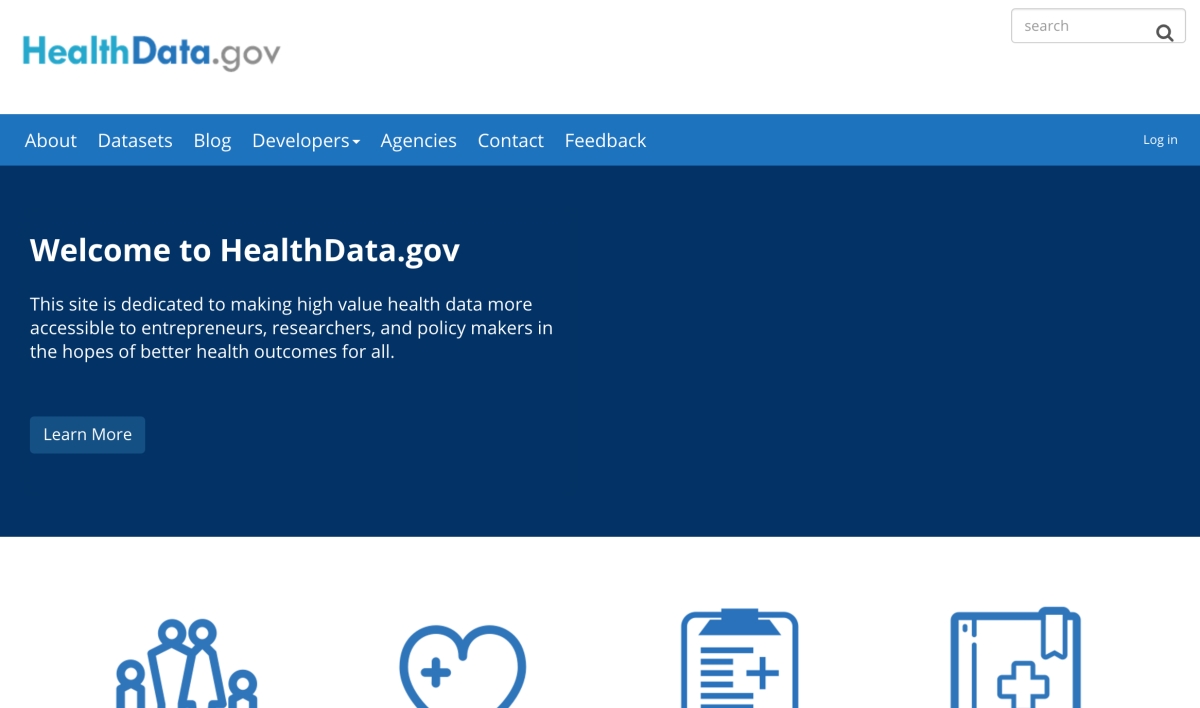 HealthData.gov
search
About Datasets Blog Developers Agencies Contact Feedback Log in
Welcome to HealthData.gov
This site is dedicated to making high value health data more
accessible to entrepreneurs, researchers, and policy makers in
the hopes of better health outcomes for all.
Learn More